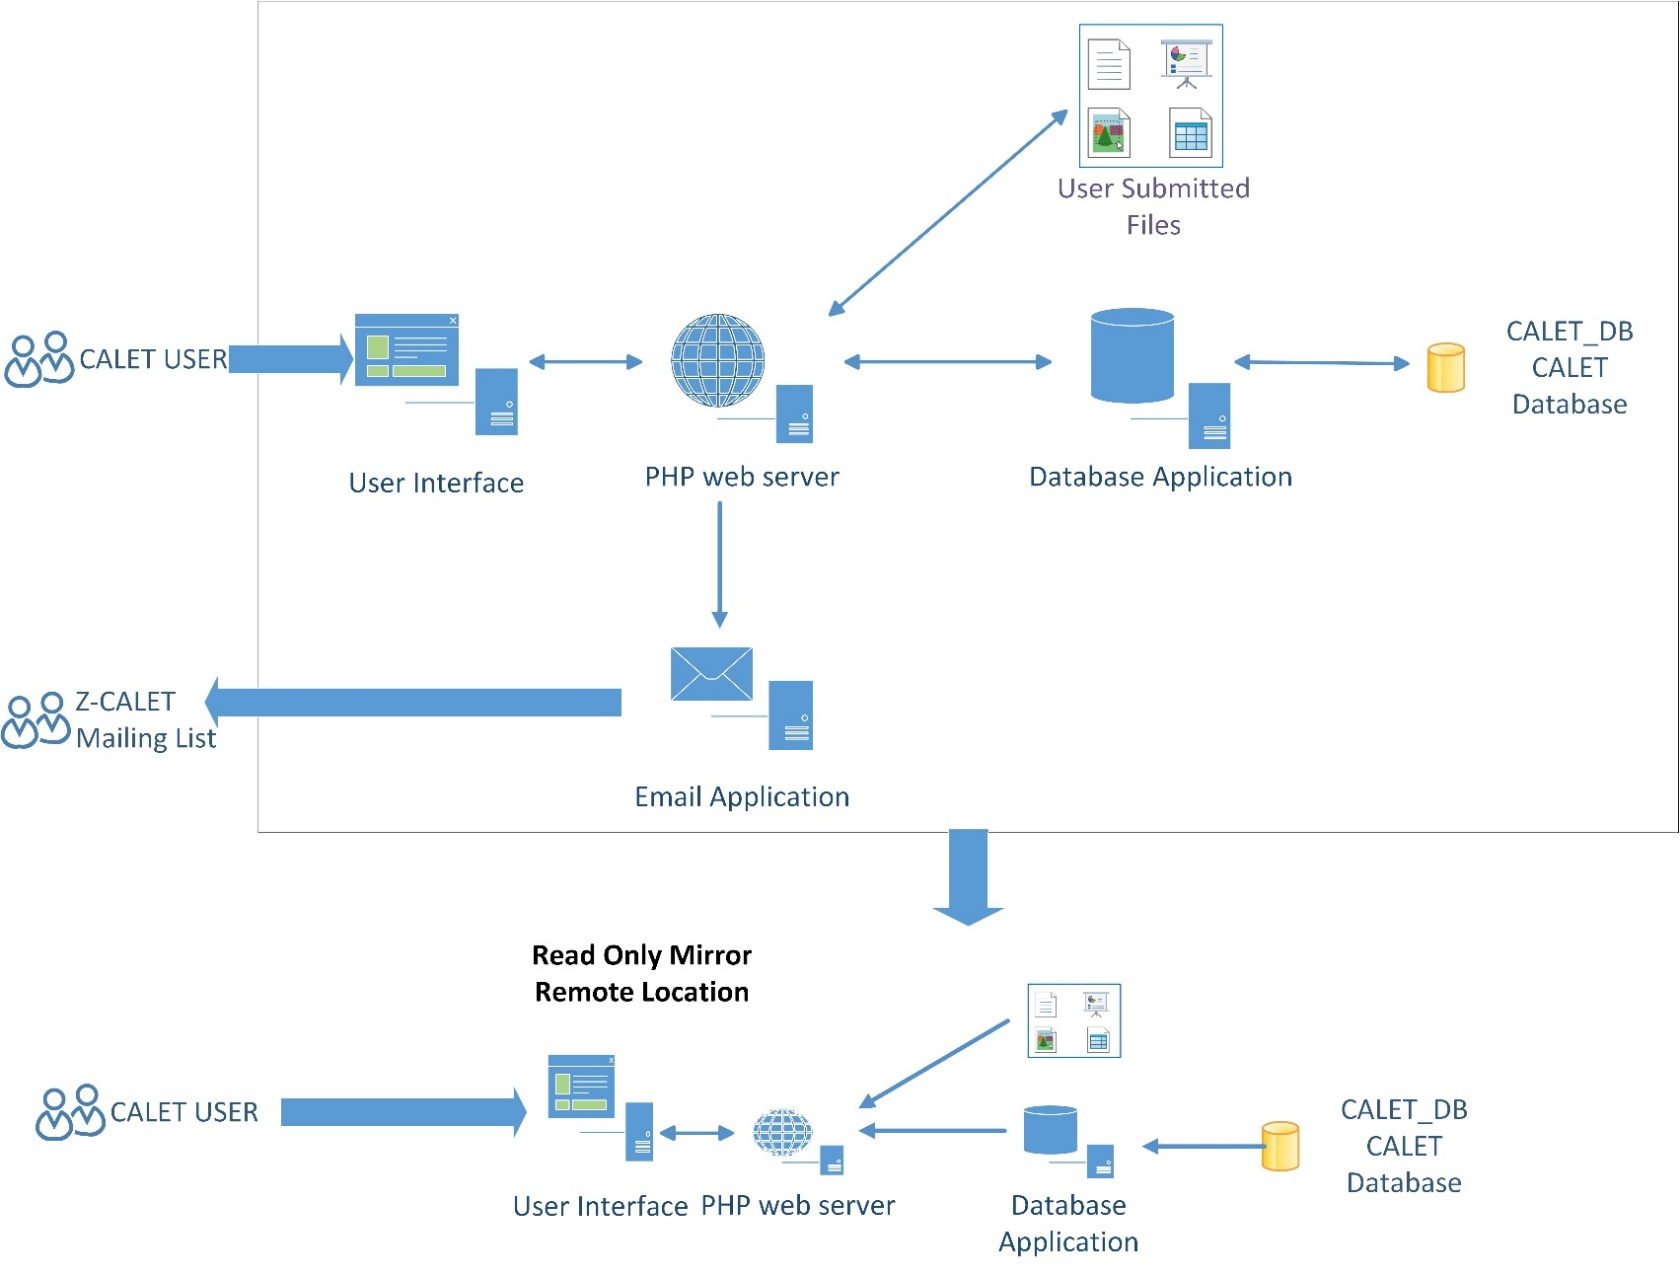 User Submitted
Files
CALET USER
CALET_DB
CALET
Database
User Interface
PHP web server
Database Application
Z-CALET
Mailing List
Email Application
Read Only Mirror
Remote Location
CALET USER
CALET_DB
CALET
Database
User Interface
PHP web server
Database
Application